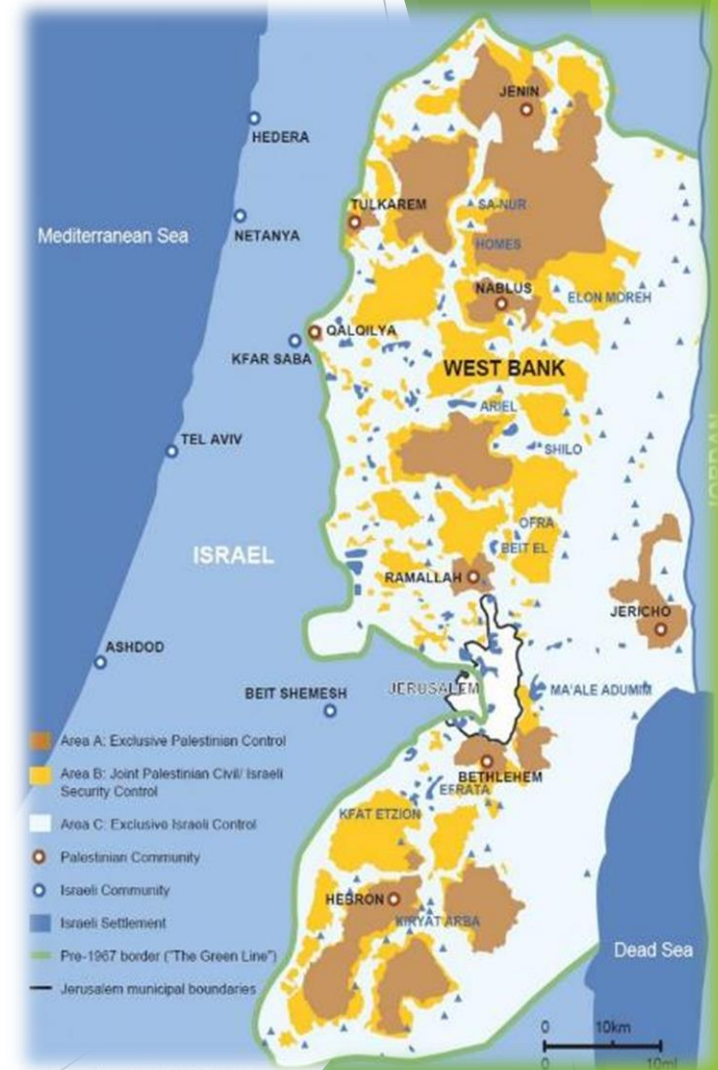 JENIN
HEDERA
TULKAREM
SA-NUR
NETANYA
Mediterranean Sea
HOMES
NABLUS
ELON MOREH
QALQILYA
KFAR SABA
WEST BANK
ARIEL
TEL AVIV
SHILO
OFRA
BEIT EL
ISRAEL
RAMALLAH
JERICHO
JORDAN
ASHDOD
JERUSALEM
BEIT SHEMESH
MA'ALE ADUMIM
Area A: Exclusive Palestinian Control
Area B: Joint Palestinian Civil/ Israeli
Security Control
Area C: Exclusive Israeli Control
Palestinian Community
Israeli Community
Israeli Settlement
Pre-1967 border ("The Green Line")
Jerusalem municipal boundaries
BETHLEHEM
EFRATA
KFAT ETZION
HEBRON
KIRYAT ARBA
Dead Sea
0 10km
0 10ml